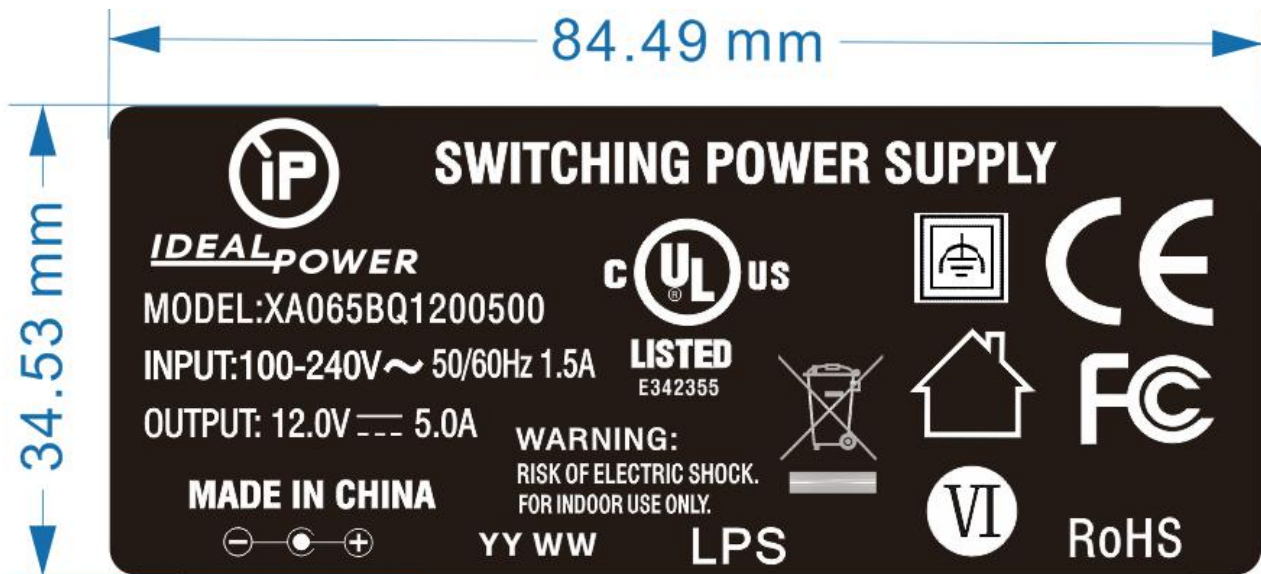 84.49 mm
34.53 mm
iP
IDEAL POWER
SWITCHING POWER SUPPLY
MODEL:XA065BQ1200500
INPUT:100-240V～ 50/60Hz 1.5A
OUTPUT: 12.0V⎓ 5.0A
MADE IN CHINA
C UL® US
LISTED
E342355
WARNING:
RISK OF ELECTRIC SHOCK.
FOR INDOOR USE ONLY.
YY WW
LPS
CE
FC
VI
RoHS